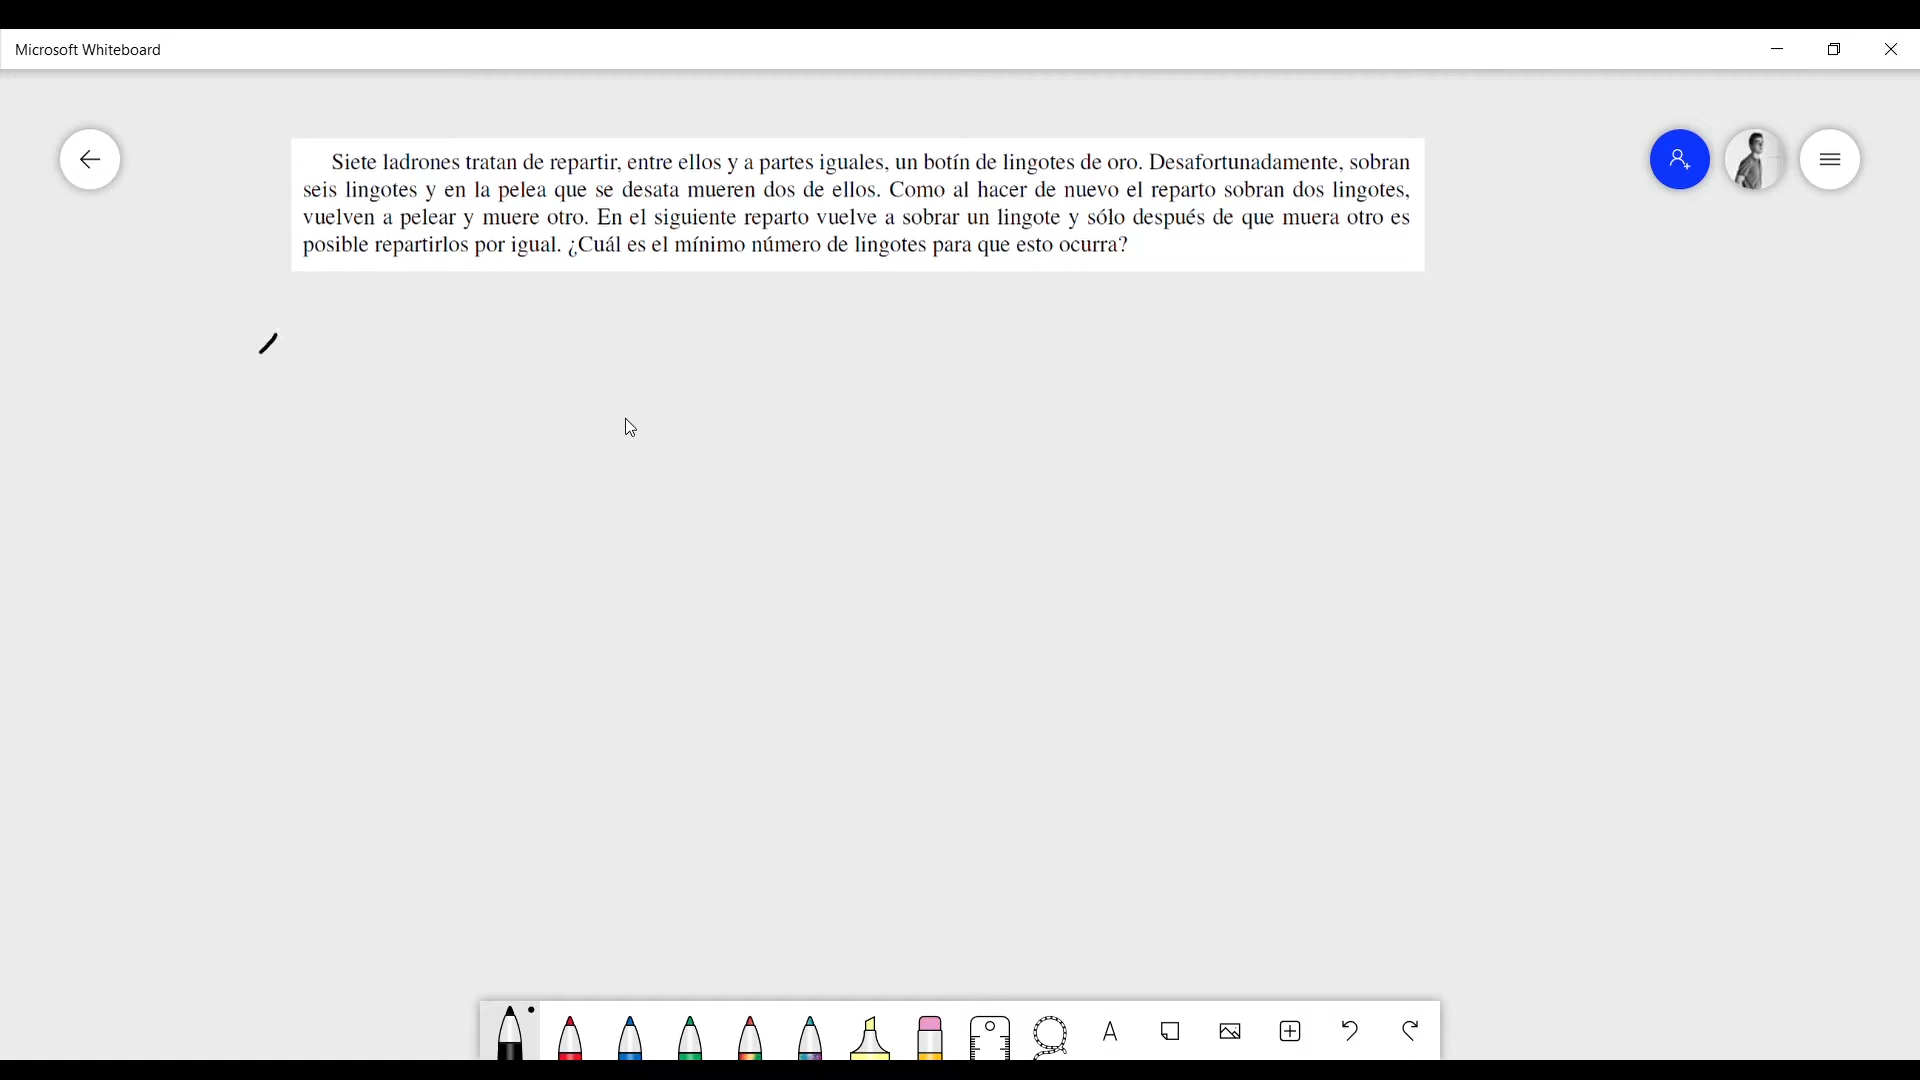 Microsoft Whiteboard
Siete ladrones tratan de repartir, entre ellos y a partes iguales, un botín de lingotes de oro. Desafortunadamente, sobran
seis lingotes y en la pelea que se desata mueren dos de ellos. Como al hacer de nuevo el reparto sobran dos lingotes,
vuelven a pelear y muere otro. En el siguiente reparto vuelve a sobrar un lingote y sólo después de que muera otro es
posible repartirlos por igual. ¿Cuál es el mínimo número de lingotes para que esto ocurra?